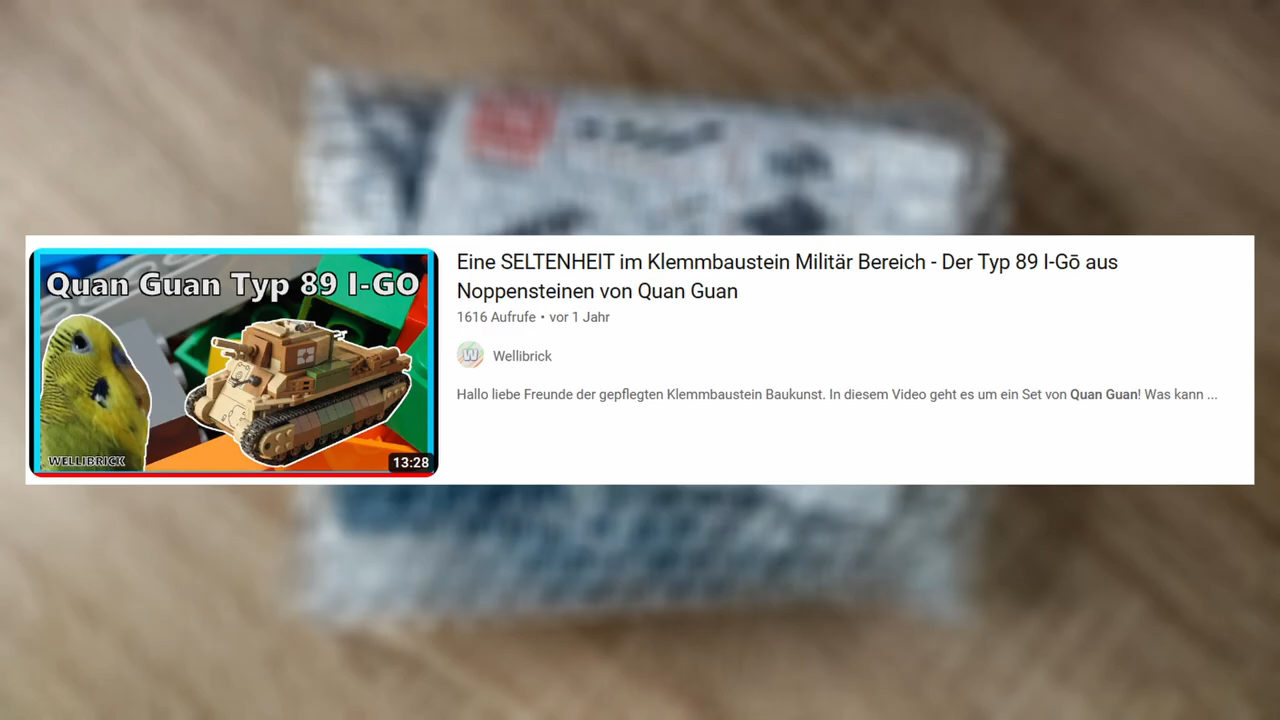 Quan Guan Typ 89 I-GO
WELLIBRICK
13:28
Eine SELTENHEIT im Klemmbaustein Militär Bereich - Der Typ 89 I-Gō aus
Noppensteinen von Quan Guan
1616 Aufrufe • vor 1 Jahr
W Wellibrick
Hallo liebe Freunde der gepflegten Klemmbaustein Baukunst. In diesem Video geht es um ein Set von Quan Guan! Was kann ...